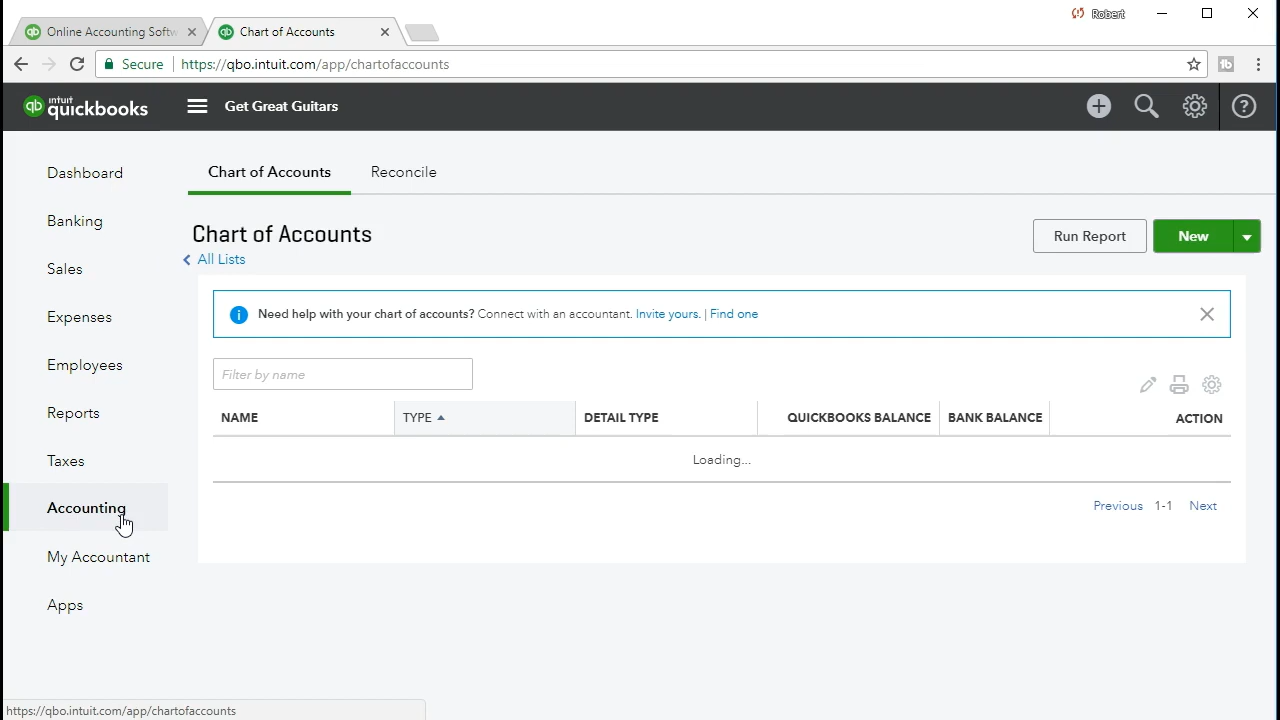 Online Accounting Softw
Chart of Accounts
Robert
Secure
https://qbo.intuit.com/app/chartofaccounts
qb intuit quickbooks
Get Great Guitars
Dashboard
Banking
Sales
Expenses
Employees
Reports
Taxes
Accounting
My Accountant
Apps
Chart of Accounts
Reconcile
Chart of Accounts
All Lists
Run Report
New
Need help with your chart of accounts? Connect with an accountant. Invite yours. | Find one
Filter by name
NAME TYPE DETAIL TYPE QUICKBOOKS BALANCE BANK BALANCE ACTION
Loading...
Previous 1-1 Next
https://qbo.intuit.com/app/chartofaccounts